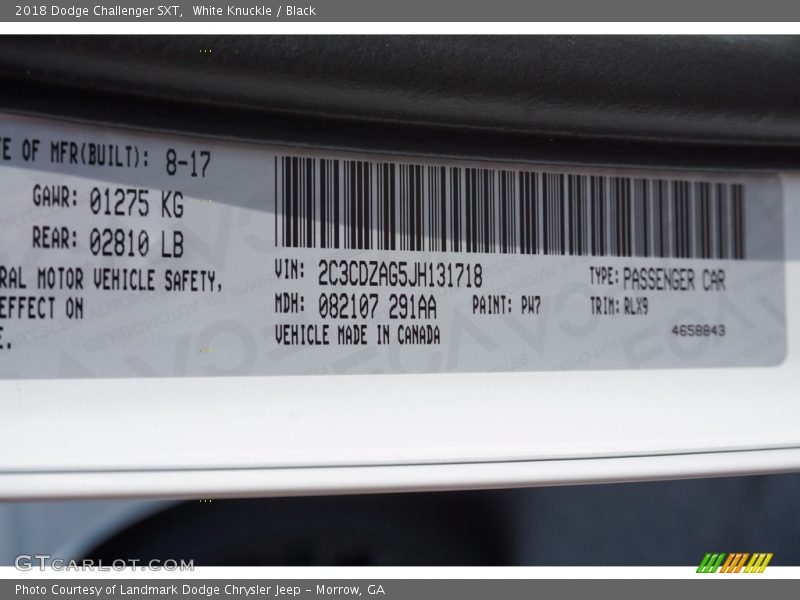 2018 Dodge Challenger SXT, White Knuckle / Black
TE OF MFR(BUILT): 8-17
GAWR: 01275 KG
REAR: 02810 LB
RAL MOTOR VEHICLE SAFETY,
EFFECT ON
E.
VIN: 2C3CDZAG5JH131718
TYPE: PASSENGER CAR
MDH: 082107 291AA
PAINT: PW7
TRIM: RLX9
VEHICLE MADE IN CANADA
4658843
GTCARLOT.COM
Photo Courtesy of Landmark Dodge Chrysler Jeep - Morrow, GA